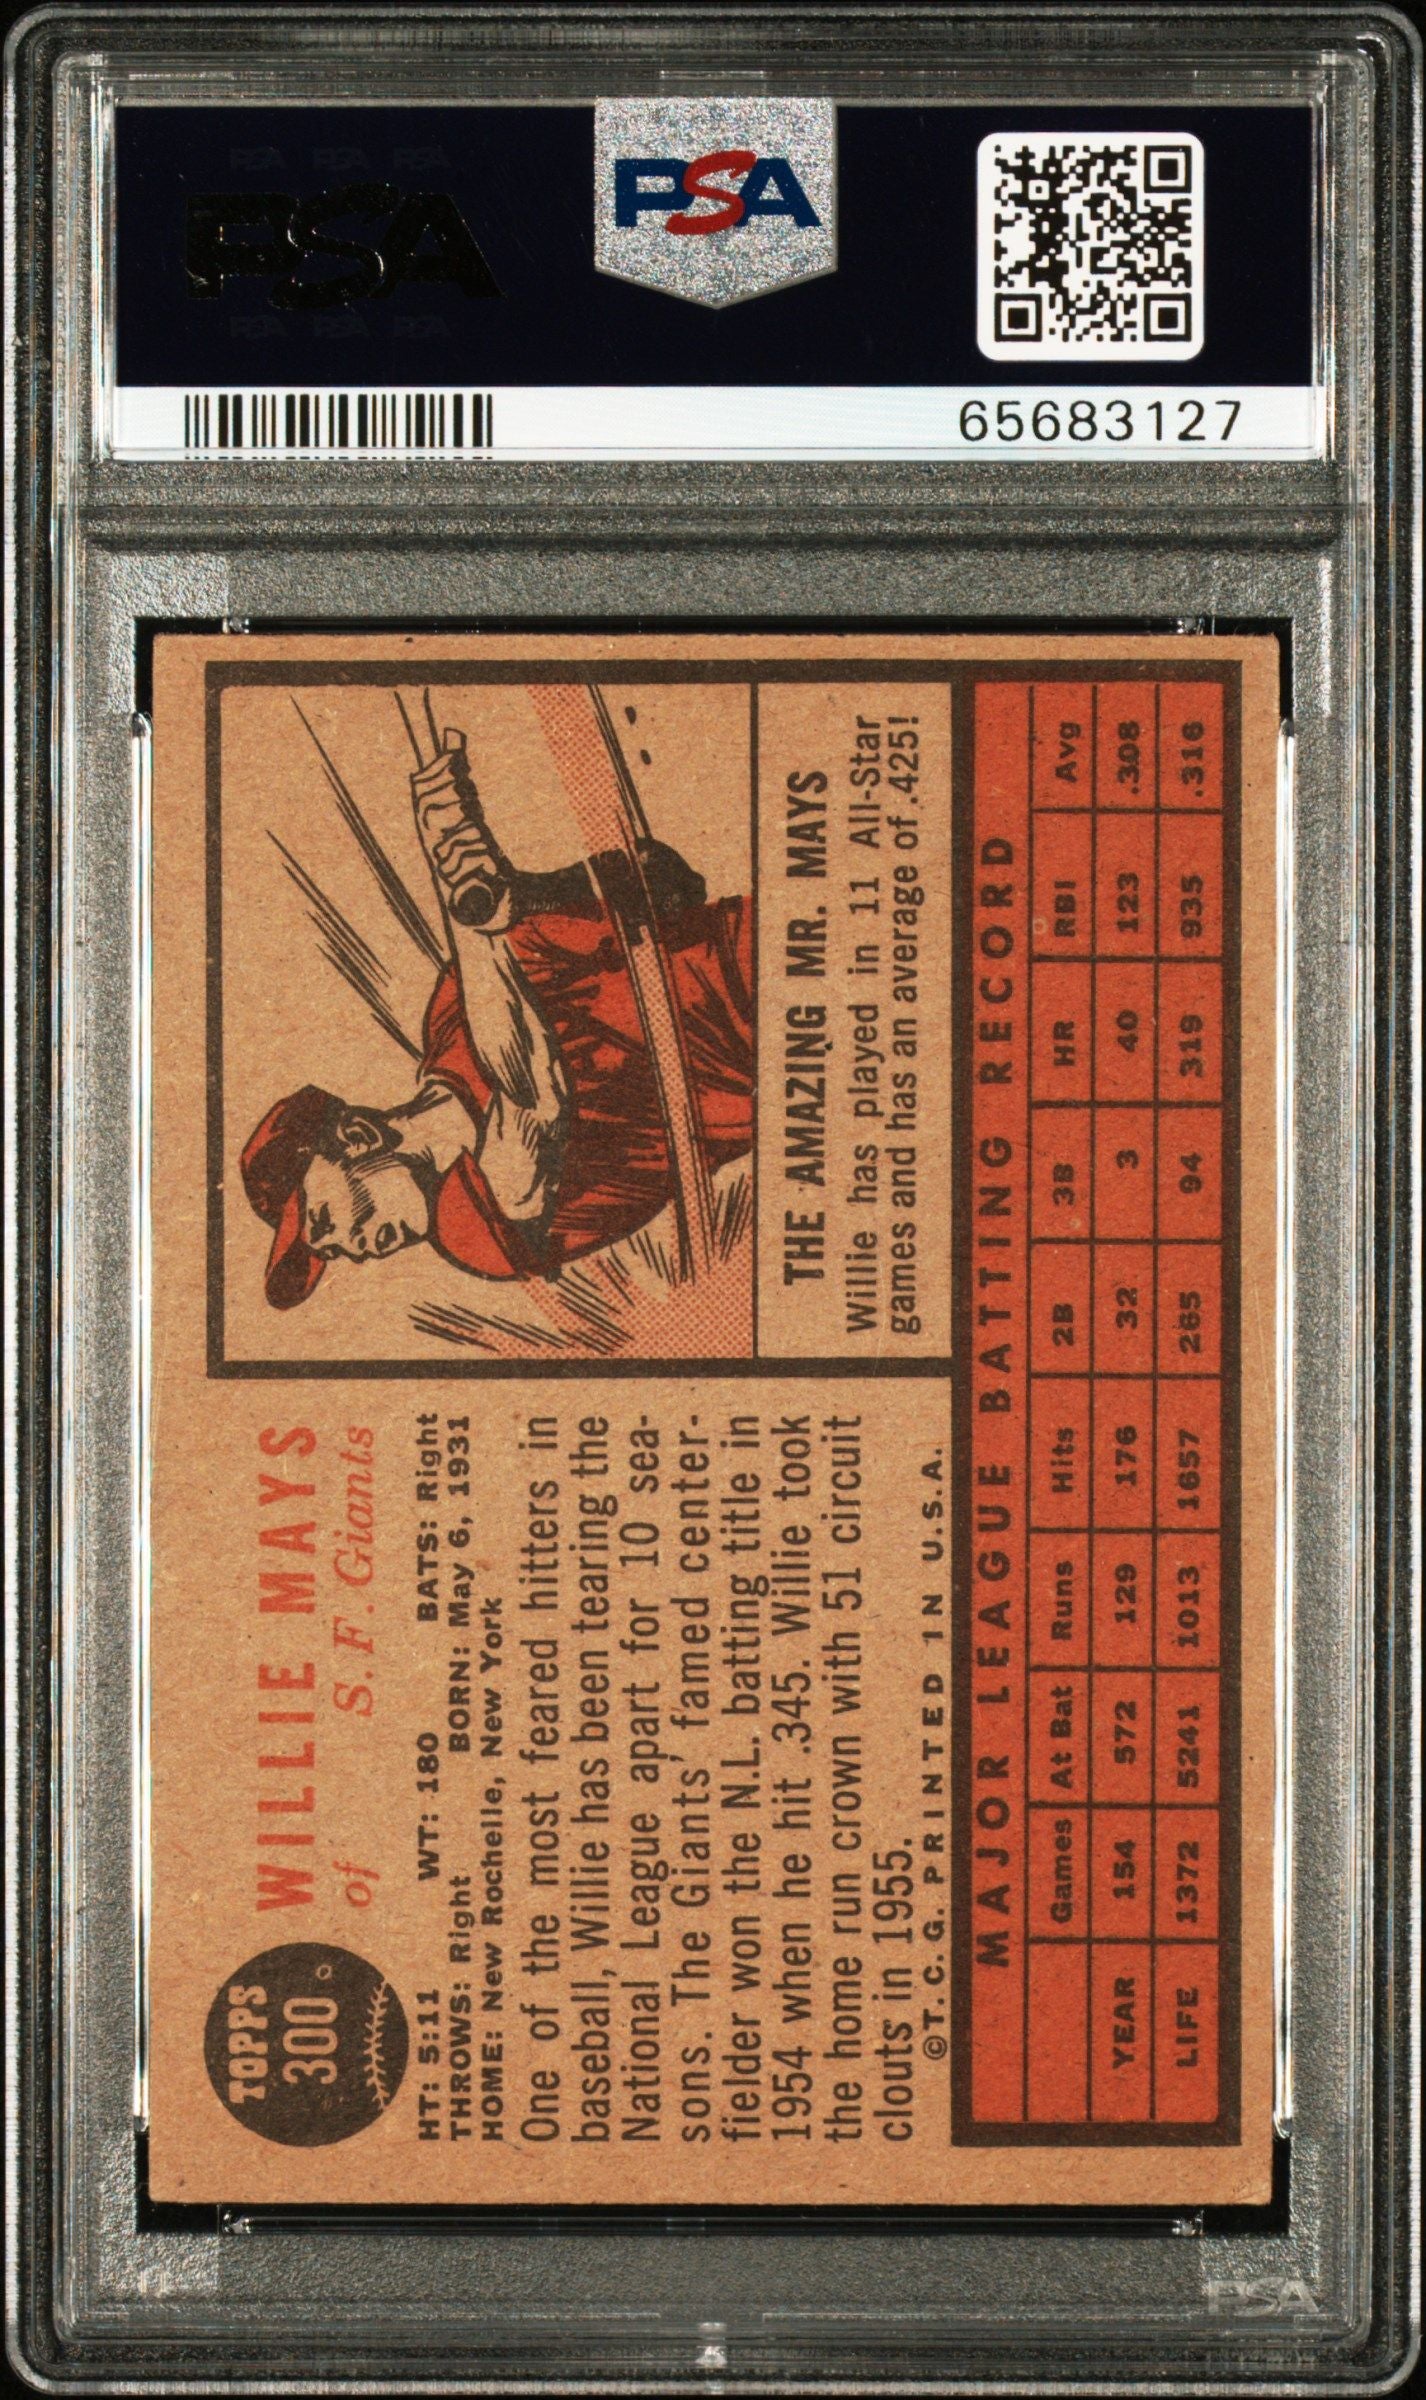 PSA PSA PSA
PSA
PSA PSA PSA
PSA
65683127
TOPPS
300
WILLIE MAYS
of S. F. Giants
HT: 5:11 WT: 180 BATS: Right
THROWS: Right BORN: May 6, 1931
HOME: New Rochelle, New York
One of the most feared hitters in
baseball, Willie has been tearing the
National League apart for 10 sea-
sons. The Giants' famed center-
fielder won the N.L. batting title in
1954 when he hit .345. Willie took
the home run crown with 51 circuit
clouts in 1955.
©T. C. G. PRINTED IN U.S.A.
THE AMAZING MR. MAYS
Willie has played in 11 All-Star
games and has an average of .425!
MAJOR LEAGUE BATTING RECORD
Games At Bat Runs Hits 2B 3B HR RBI Avg
YEAR 154 572 129 176 32 3 40 123 .308
LIFE 1372 5241 1013 1657 265 94 319 935 .316
PSA